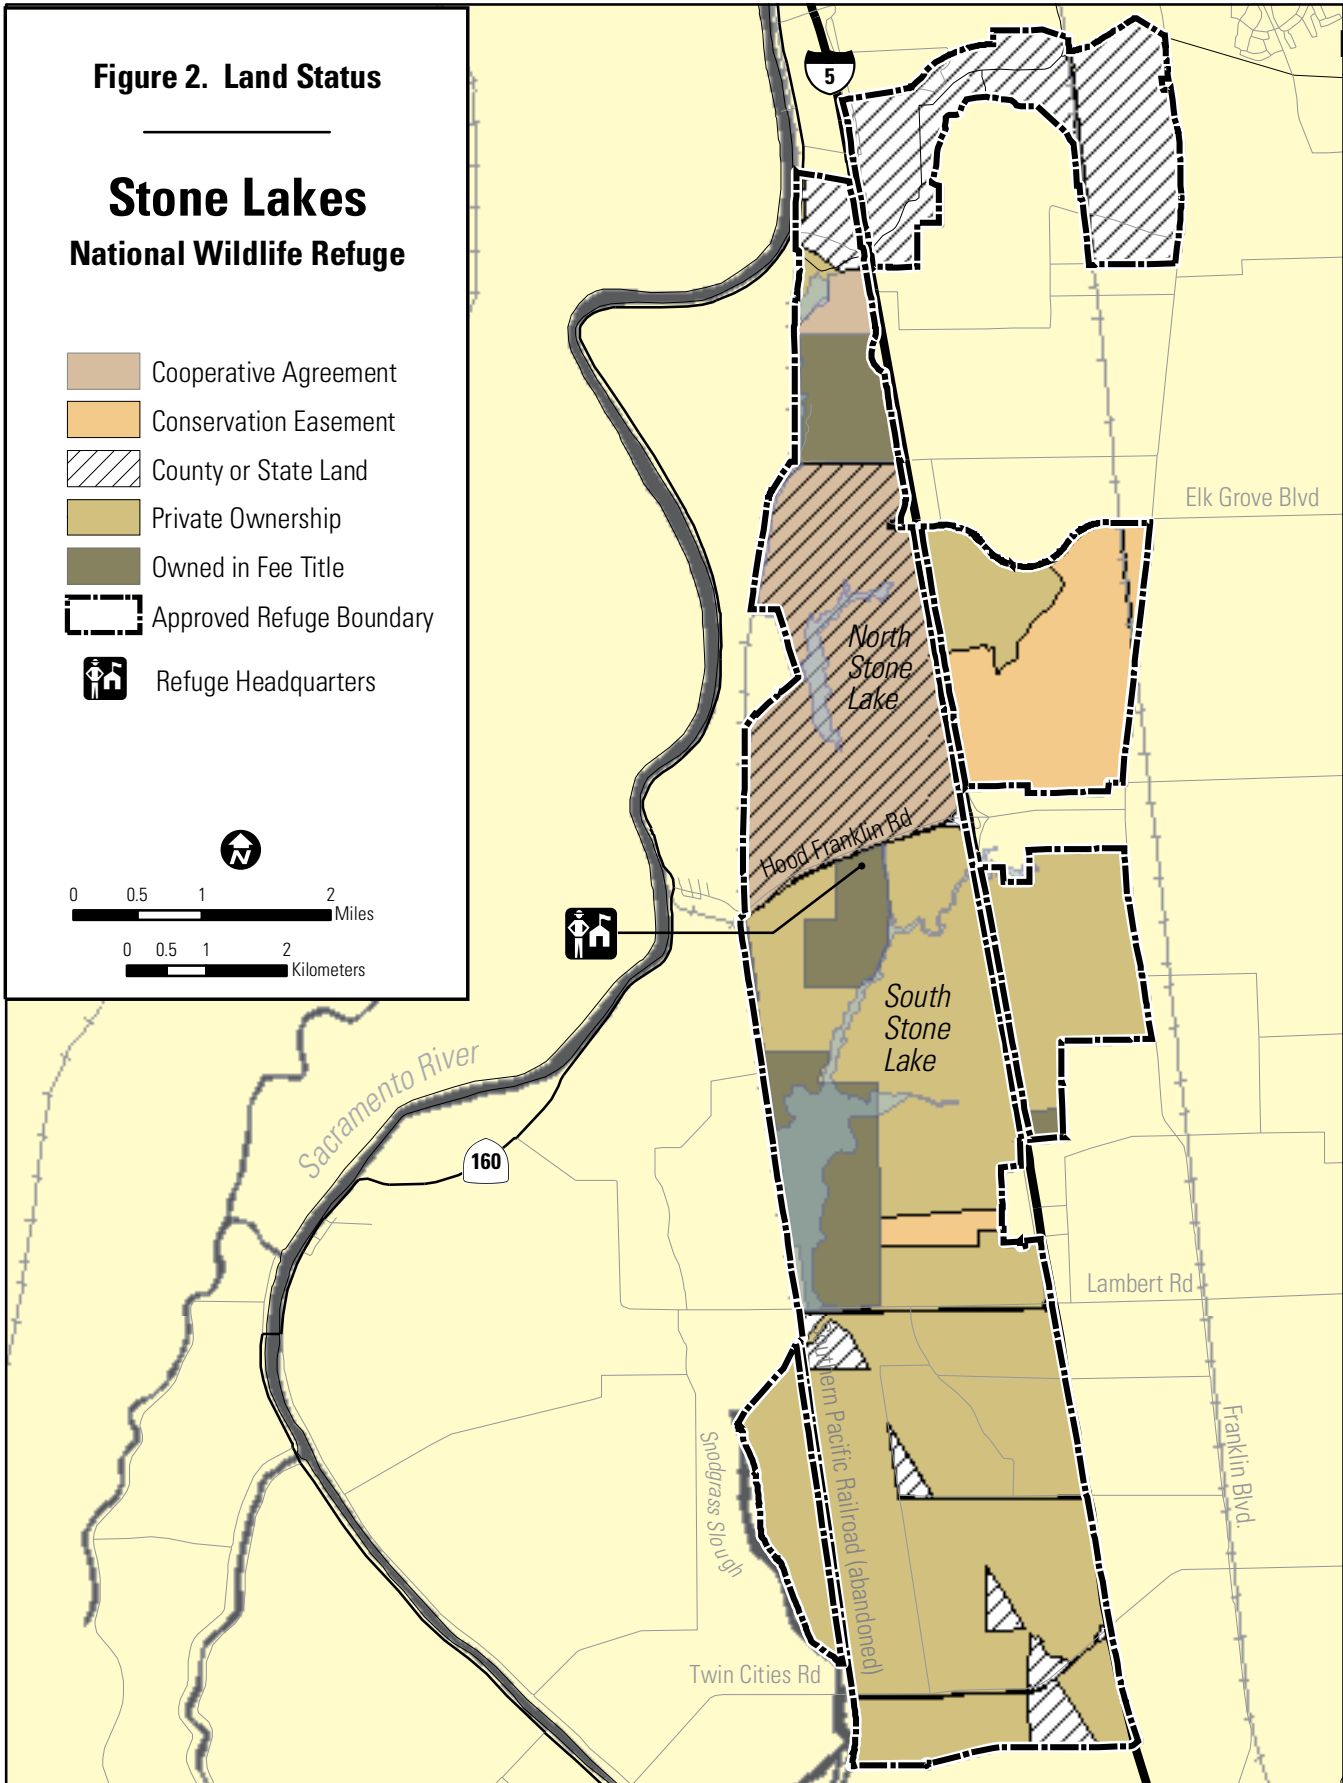 Figure 2. Land Status
Stone Lakes
National Wildlife Refuge
Cooperative Agreement
Conservation Easement
County or State Land
Private Ownership
Owned in Fee Title
Approved Refuge Boundary
Refuge Headquarters
N
0 0.5 1 2
Miles
0 0.5 1 2
Kilometers
5
Elk Grove Blvd
North
Stone
Lake
Hood Franklin Rd
South
Stone
Lake
Sacramento River
160
Lambert Rd
Southern Pacific Railroad (abandoned)
Snodgrass Slough
Franklin Blvd.
Twin Cities Rd